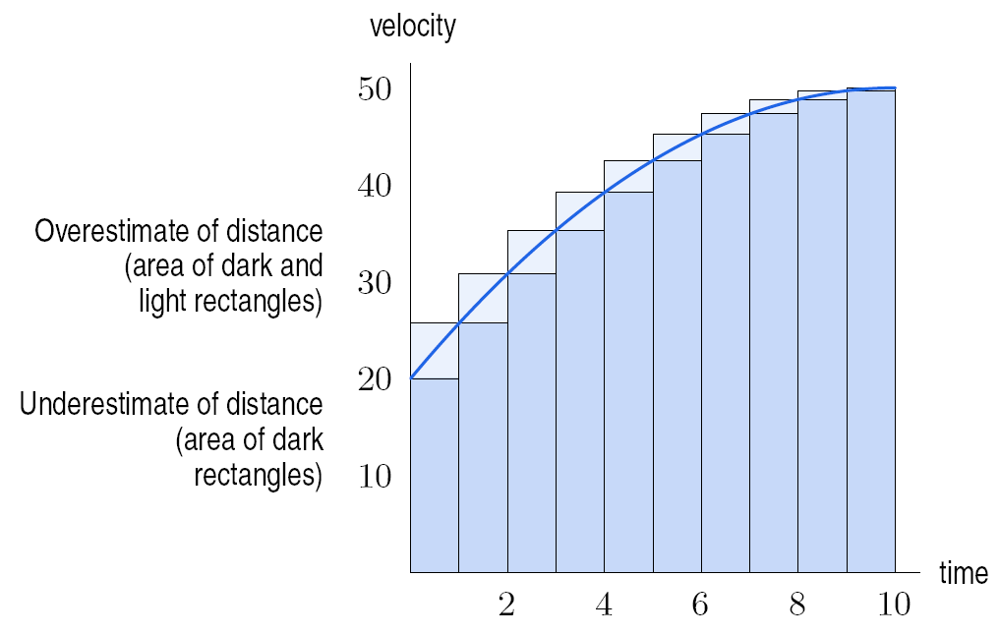 velocity
50
40
Overestimate of distance
(area of dark and
light rectangles)
30
20
Underestimate of distance
(area of dark
rectangles)
10
time
2 4 6 8 10